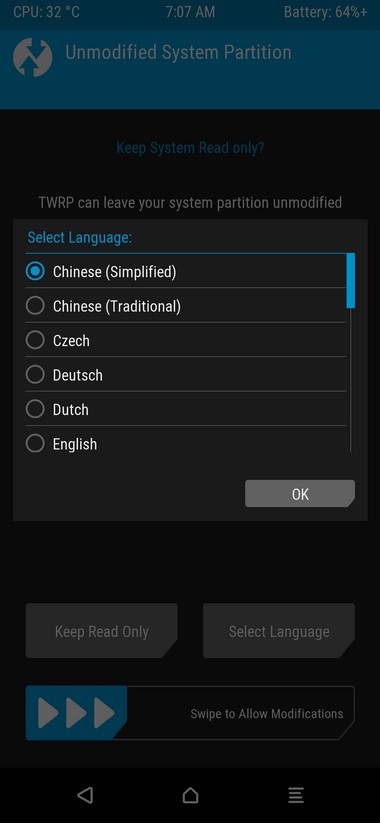 CPU: 32 °C 7:07 AM Battery: 64%+
Unmodified System Partition
Keep System Read only?
TWRP can leave your system partition unmodified
Select Language:
Chinese (Simplified)
Chinese (Traditional)
Czech
Deutsch
Dutch
English
OK
Keep Read Only Select Language
Swipe to Allow Modifications